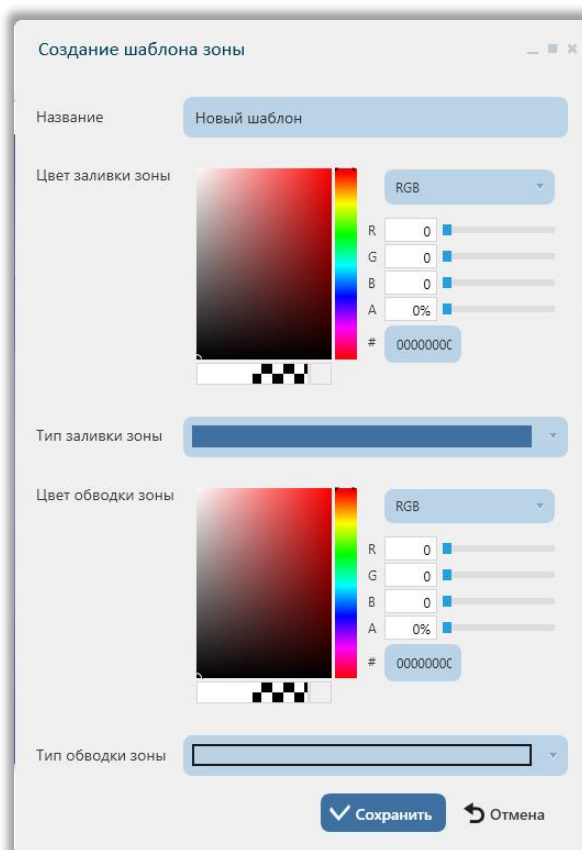 Создание шаблона зоны
Название
Новый шаблон
Цвет заливки зоны
RGB
R 0
G 0
B 0
A 0%
# 0000000C
Тип заливки зоны
Цвет обводки зоны
RGB
R 0
G 0
B 0
A 0%
# 0000000C
Тип обводки зоны
Сохранить
Отмена